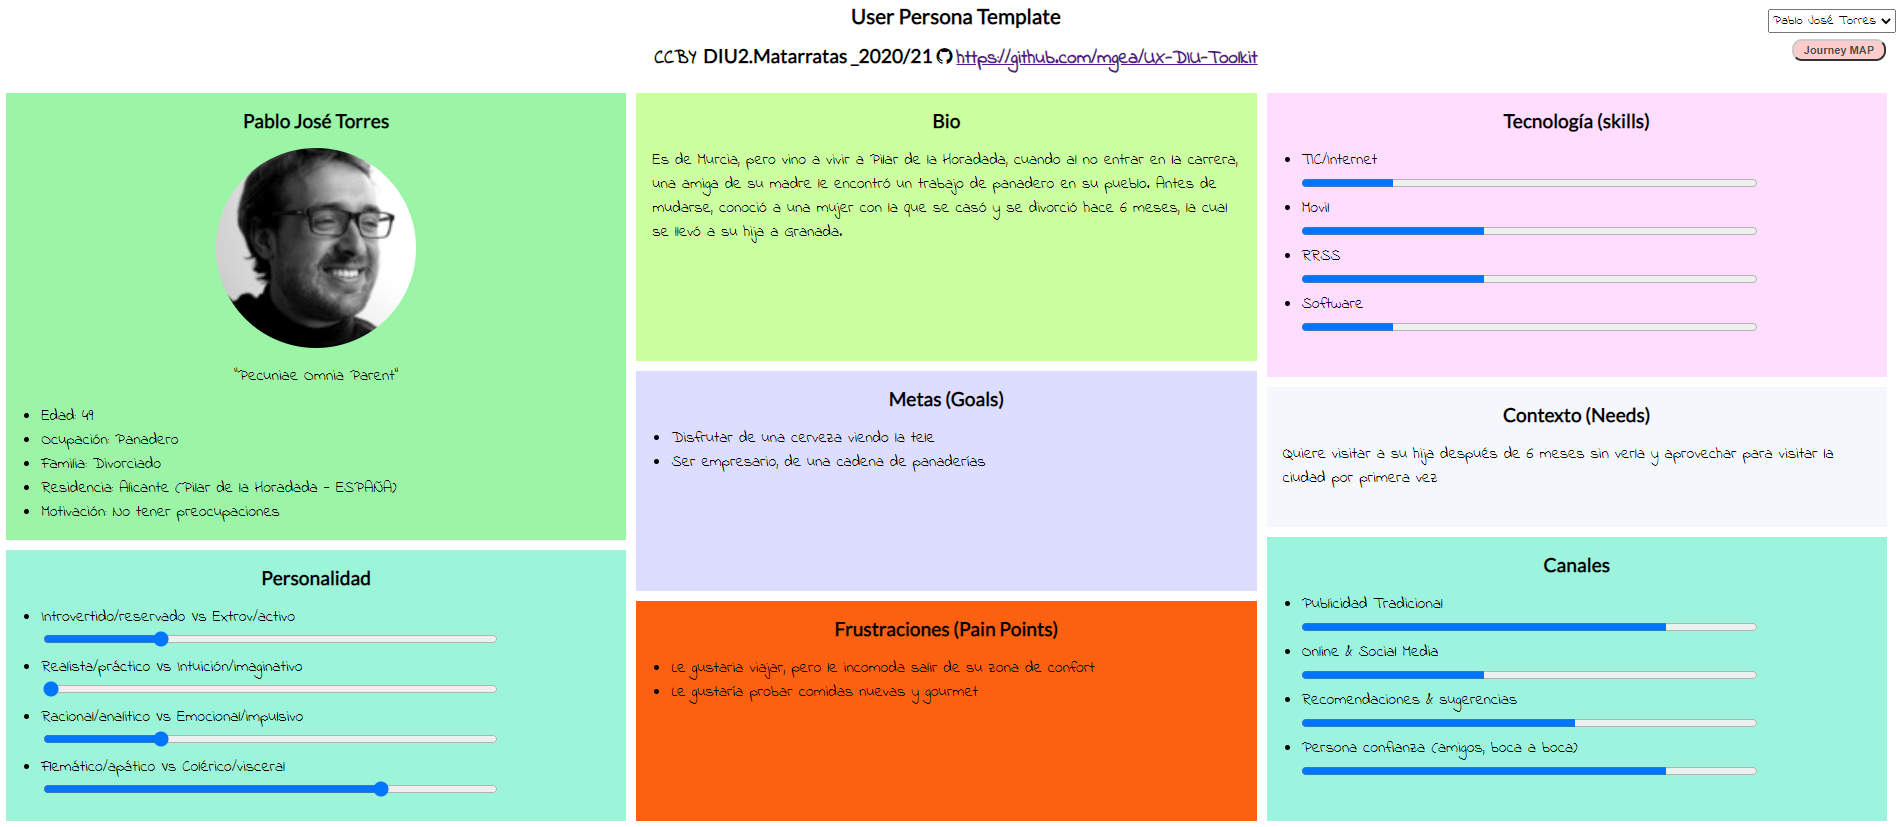 User Persona Template
CCBY DIU2.Matarratas _2020/21 https://github.com/mgea/UX-DIU-Toolkit
Pablo José Torres
Journey MAP
Pablo José Torres
"Pecuniae Omnia Parent"
Edad: 49
Ocupación: Panadero
Familia: Divorciado
Residencia: Alicante (Pilar de la Horadada - ESPAÑA)
Motivación: No tener preocupaciones
Personalidad
Introvertido/reservado Vs Extrov/activo
Realista/práctico Vs Intuición/imaginativo
Racional/analítico Vs Emocional/impulsivo
Flemático/apático Vs Colérico/visceral
Bio
Es de Murcia, pero vino a vivir a Pilar de la Horadada, cuando al no entrar en la carrera,
una amiga de su madre le encontró un trabajo de panadero en su pueblo. Antes de
mudarse, conoció a una mujer con la que se casó y se divorció hace 6 meses, la cual
se llevó a su hija a Granada.
Metas (Goals)
Disfrutar de una cerveza viendo la tele
Ser empresario, de una cadena de panaderías
Frustraciones (Pain Points)
Le gustaria viajar, pero le incomoda salir de su zona de confort
Le gustaría probar comidas nuevas y gourmet
Tecnología (skills)
TIC/Internet
Movil
RRSS
Software
Contexto (Needs)
Quiere visitar a su hija después de 6 meses sin verla y aprovechar para visitar la
ciudad por primera vez
Canales
Publicidad Tradicional
Online & Social Media
Recomendaciones & sugerencias
Persona confianza (amigos, boca a boca)